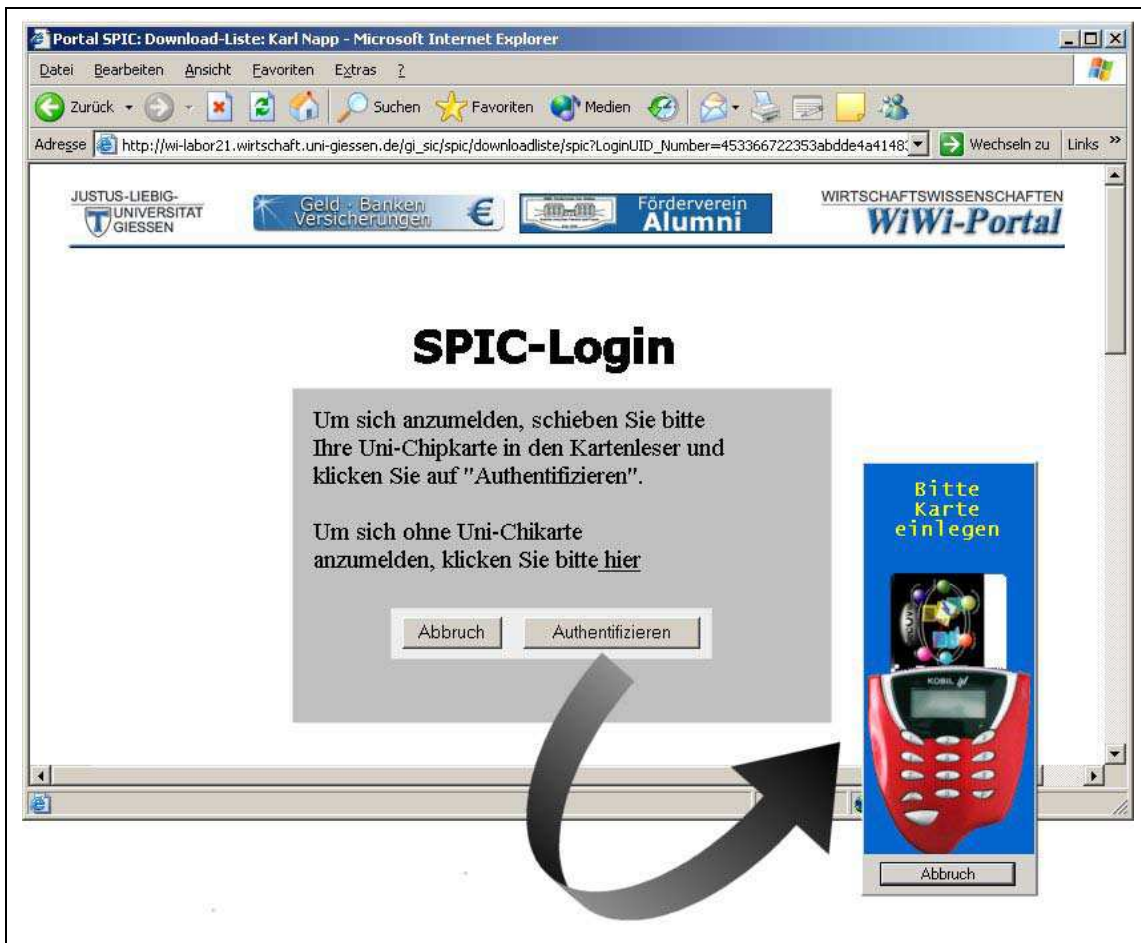 Portal SPIC: Download-Liste: Karl Napp - Microsoft Internet Explorer
Datei Bearbeiten Ansicht Favoriten Extras ?
Zurück Suchen Favoriten Medien
Adresse http://wi-labor21.wirtschaft.uni-giessen.de/gi_sic/spic/downloadliste/spic?LoginUID_Number=453366722353abdde4a4148 Wechseln zu Links »
JUSTUS-LIEBIG-
UNIVERSITAT
GIESSEN
Geld - Banken
Versicherungen €
Förderverein
Alumni
WIRTSCHAFTSWISSENSCHAFTEN
WiWi-Portal
SPIC-Login
Um sich anzumelden, schieben Sie bitte
Ihre Uni-Chipkarte in den Kartenleser und
klicken Sie auf "Authentifizieren".
Um sich ohne Uni-Chikarte
anzumelden, klicken Sie bitte hier
Abbruch Authentifizieren
Bitte
Karte
einlegen
KOBIL
Abbruch